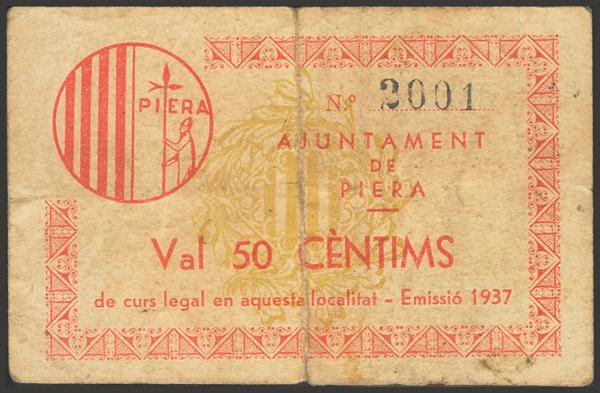 PIERA
Nº 2001
AJUNTAMENT
DE
PIERA
Val 50 CÈNTIMS
de curs legal en aquesta localitat - Emissió 1937